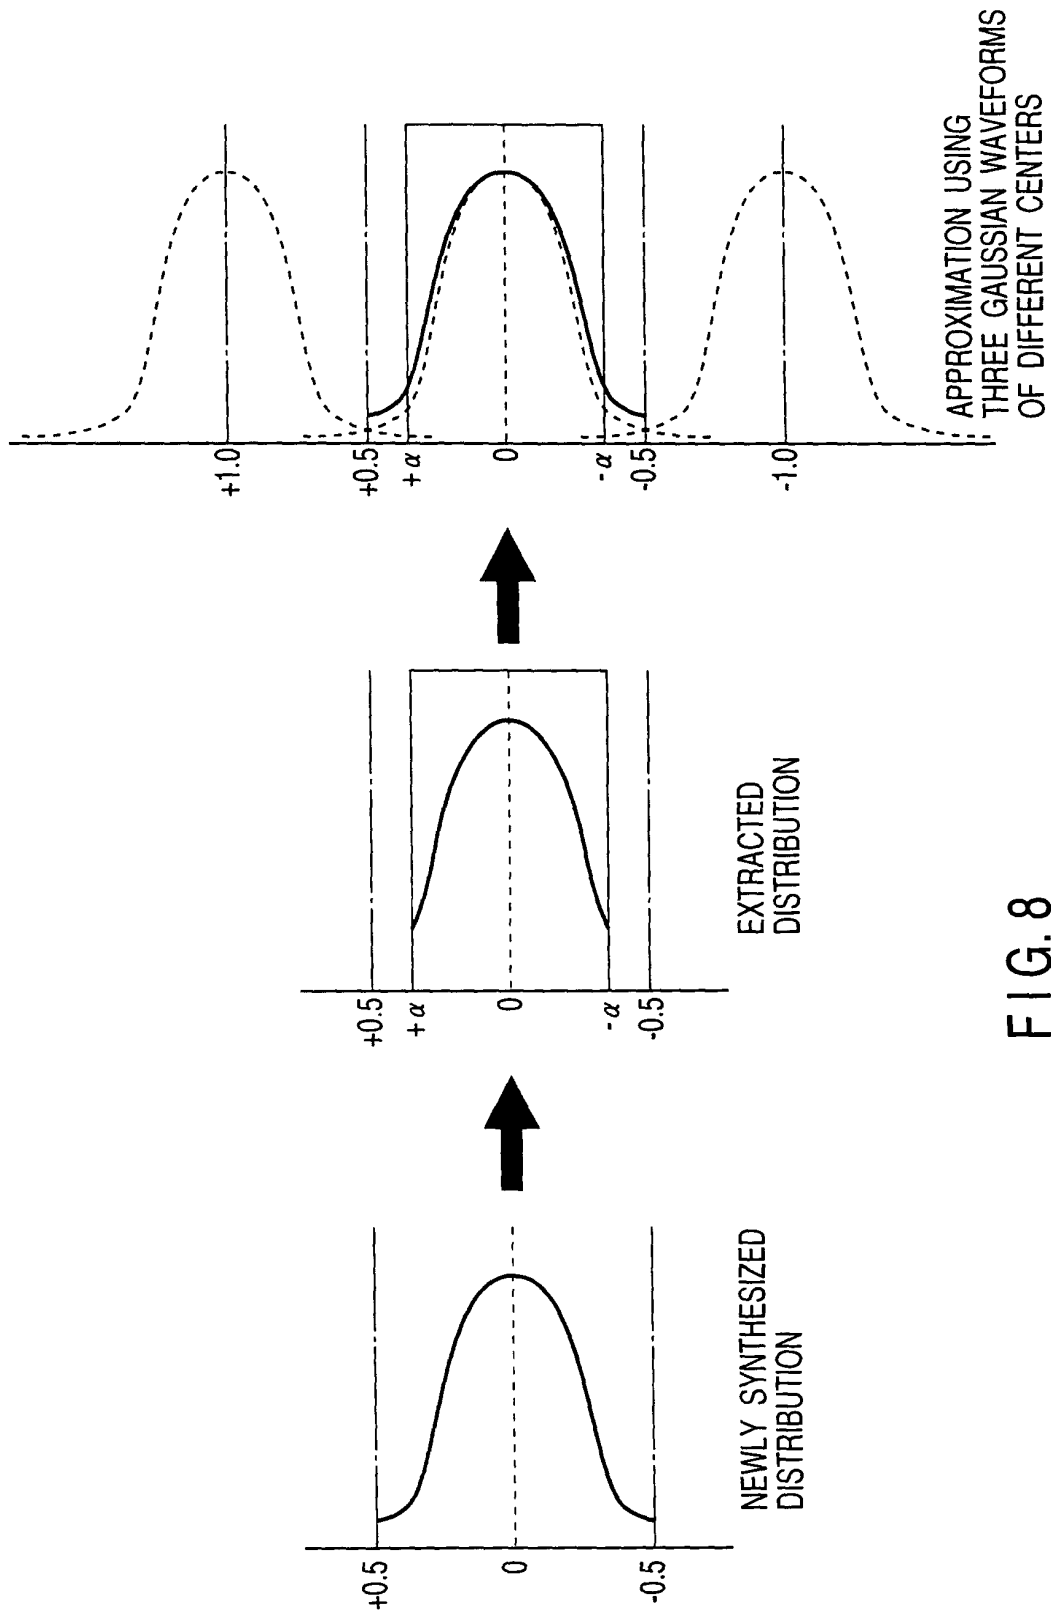 +0.5
0
-0.5
NEWLY SYNTHESIZED
DISTRIBUTION
+0.5
+α
0
-α
-0.5
EXTRACTED
DISTRIBUTION
+1.0
+0.5
+α
0
-α
-0.5
-1.0
APPROXIMATION USING
THREE GAUSSIAN WAVEFORMS
OF DIFFERENT CENTERS
FIG. 8